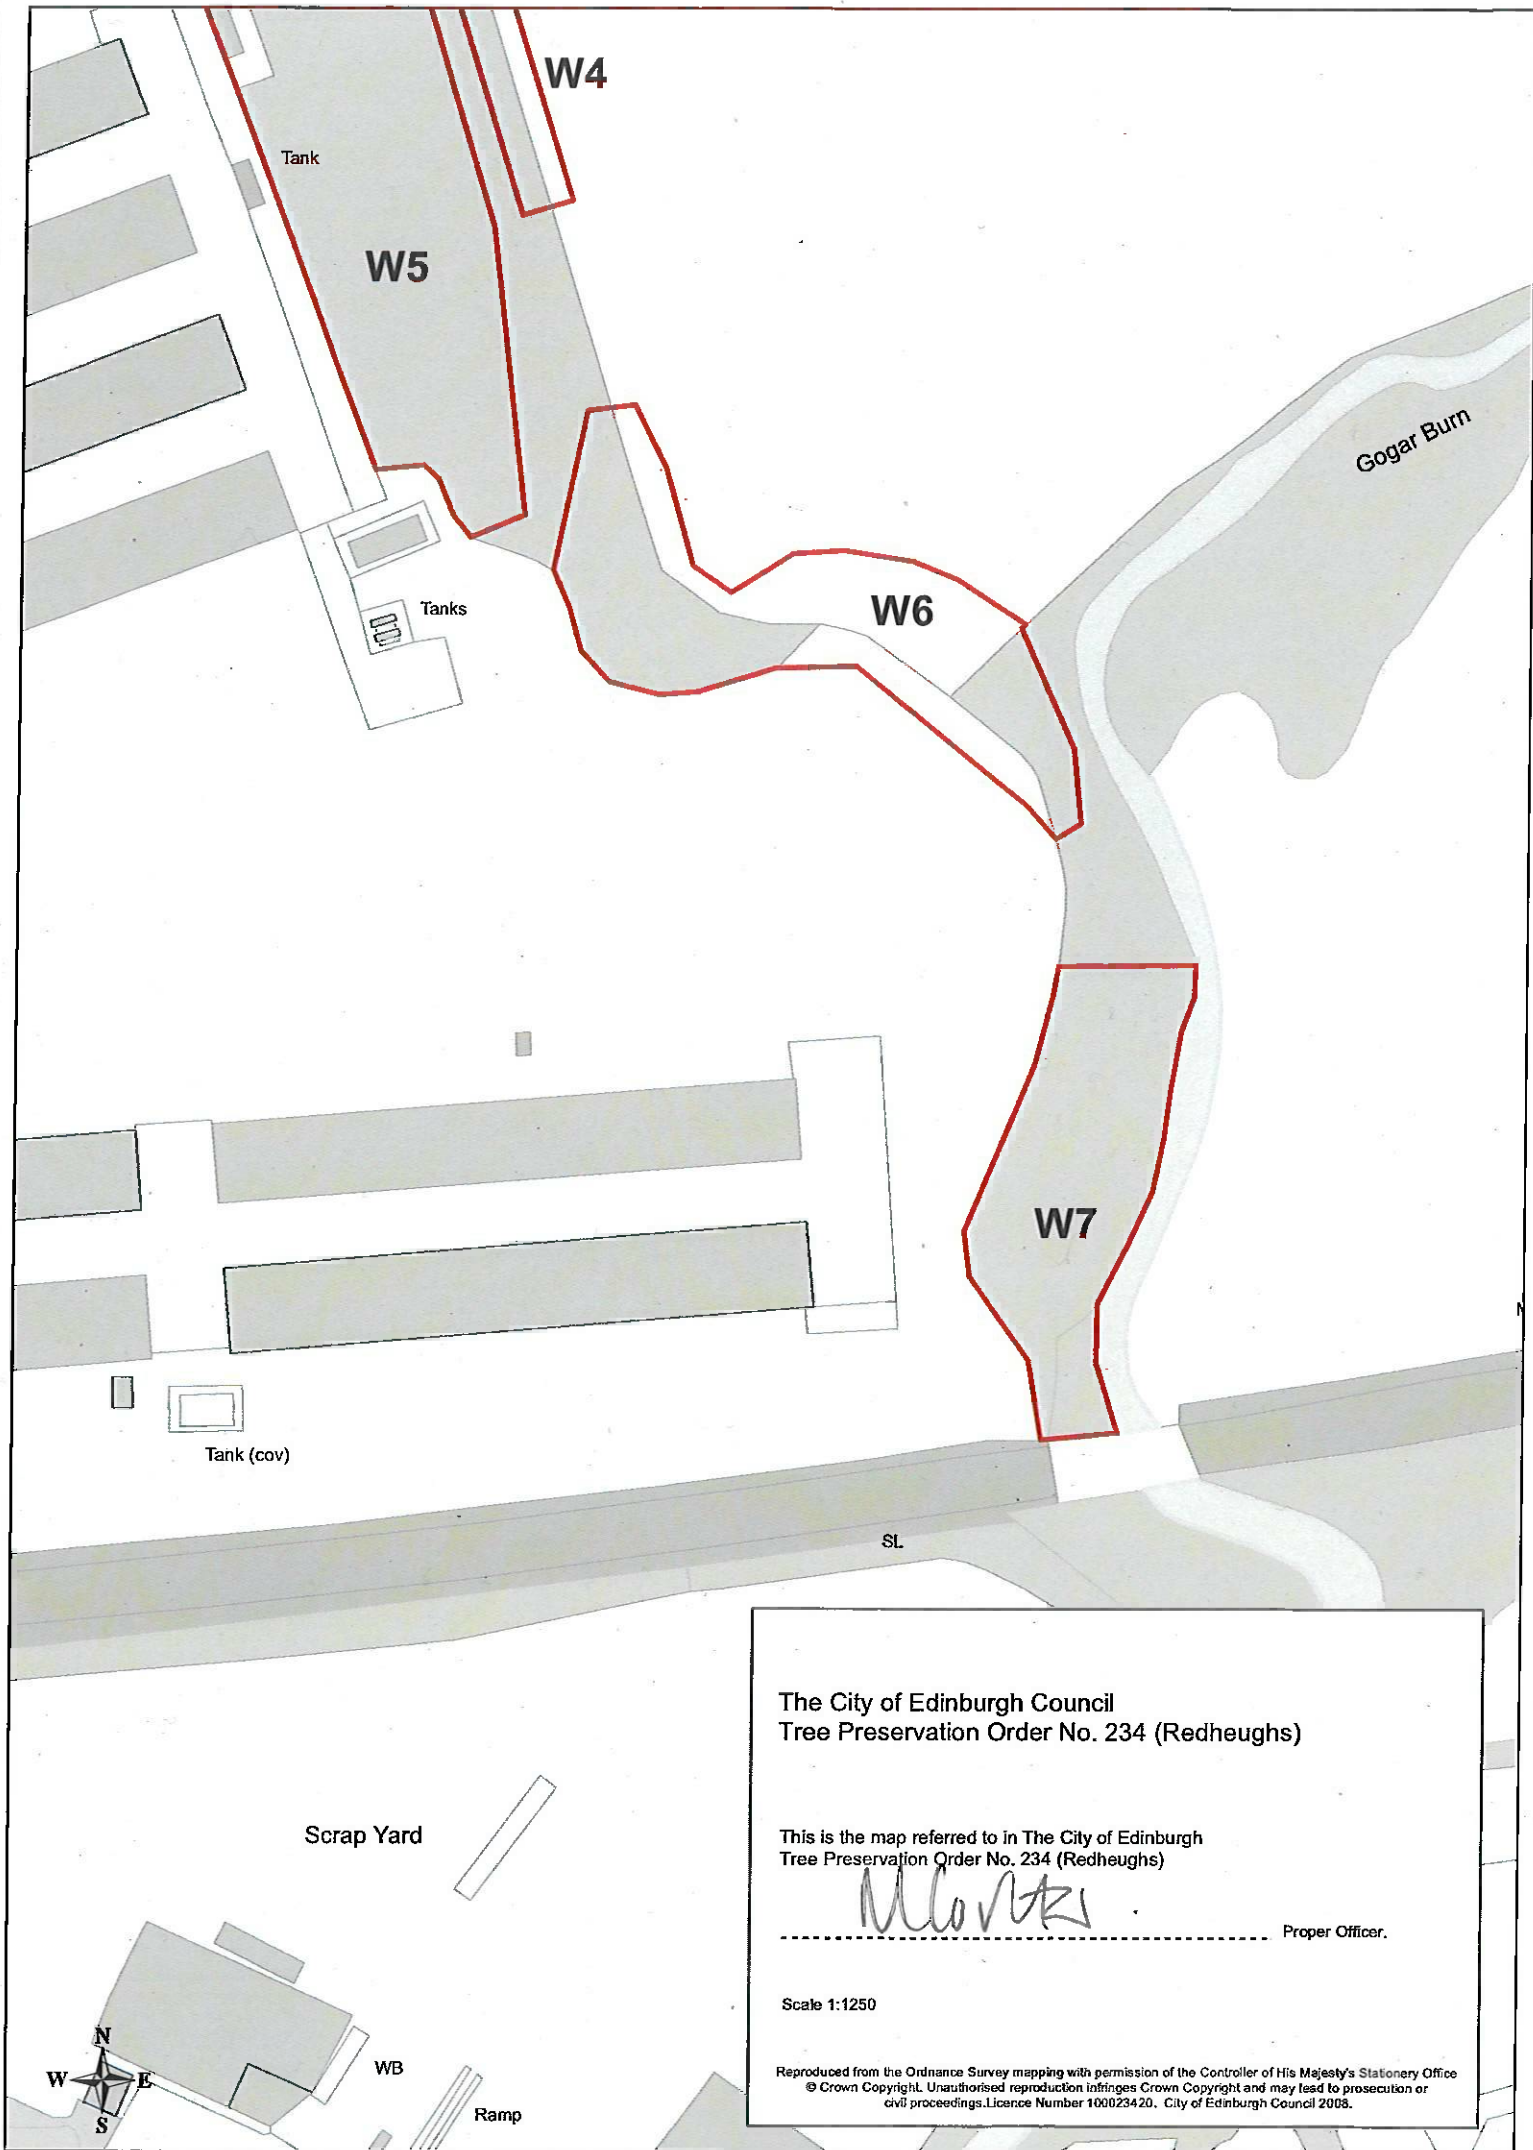 W4
Tank
W5
Gogar Burn
Tanks
W6
W7
Tank (cov)
SL
The City of Edinburgh Council
Tree Preservation Order No. 234 (Redheughs)
Scrap Yard
This is the map referred to in The City of Edinburgh
Tree Preservation Order No. 234 (Redheughs)
Proper Officer.
Scale 1:1250
N
W E
S
WB
Ramp
Reproduced from the Ordnance Survey mapping with permission of the Controller of His Majesty's Stationery Office
© Crown Copyright. Unauthorised reproduction infringes Crown Copyright and may lead to prosecution or
civil proceedings.Licence Number 100023420. City of Edinburgh Council 2008.